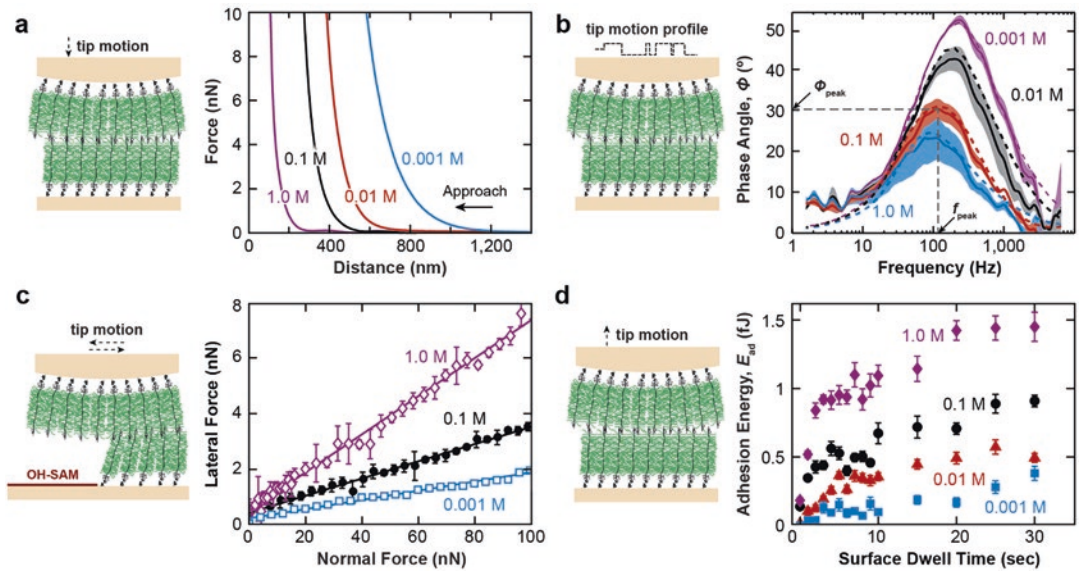 a
tip motion
Force (nN)
10
8
6
4
2
0
1.0 M
0.1 M
0.01 M
0.001 M
Approach
0 400 800 1,200
Distance (nm)
b
tip motion profile
Phase Angle, Φ (°)
50
40
30
20
10
0
Φpeak
0.001 M
0.01 M
0.1 M
1.0 M
fpeak
1 10 100 1,000
Frequency (Hz)
c
tip motion
OH-SAM
Lateral Force (nN)
8
6
4
2
0
1.0 M
0.1 M
0.001 M
0 20 40 60 80 100
Normal Force (nN)
d
tip motion
Adhesion Energy, Ead (fJ)
1.5
1
0.5
0
1.0 M
0.1 M
0.01 M
0.001 M
0 10 20 30
Surface Dwell Time (sec)